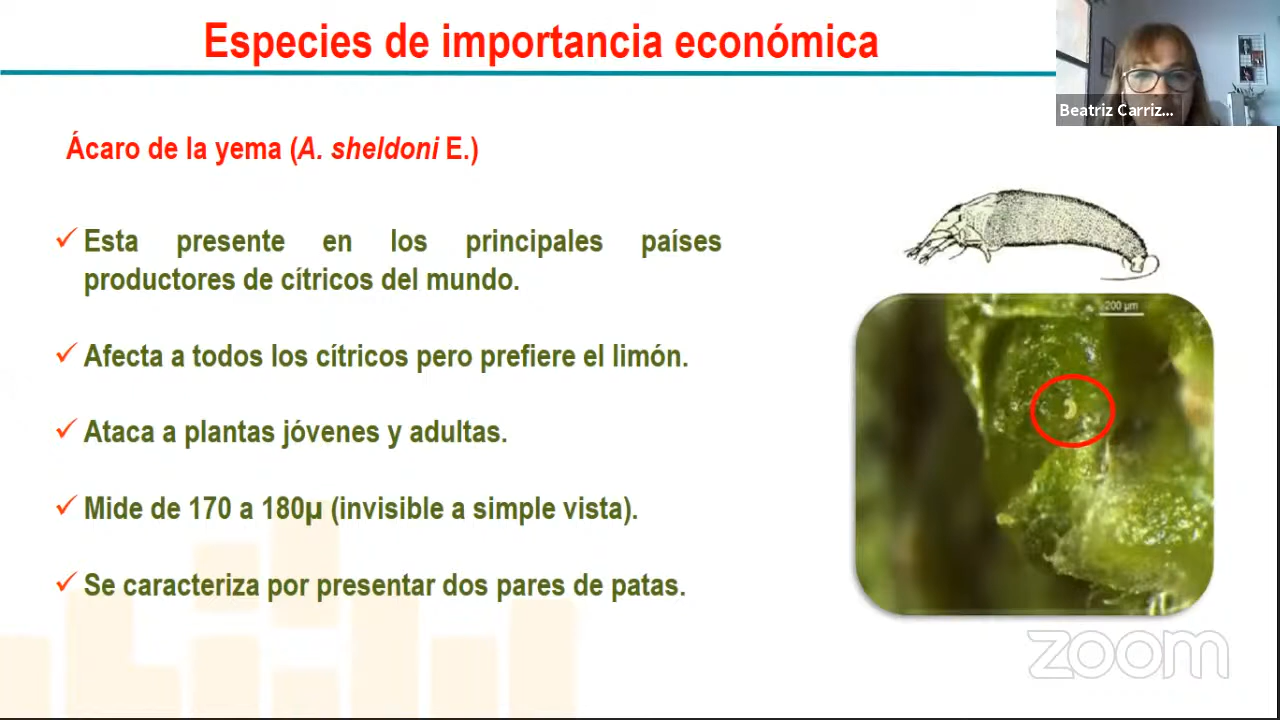 Especies de importancia económica
Beatriz Carriz...
Ácaro de la yema (A. sheldoni E.)
Esta presente en los principales países
productores de cítricos del mundo.
200 µm
Afecta a todos los cítricos pero prefiere el limón.
Ataca a plantas jóvenes y adultas.
Mide de 170 a 180µ (invisible a simple vista).
Se caracteriza por presentar dos pares de patas.
zoom